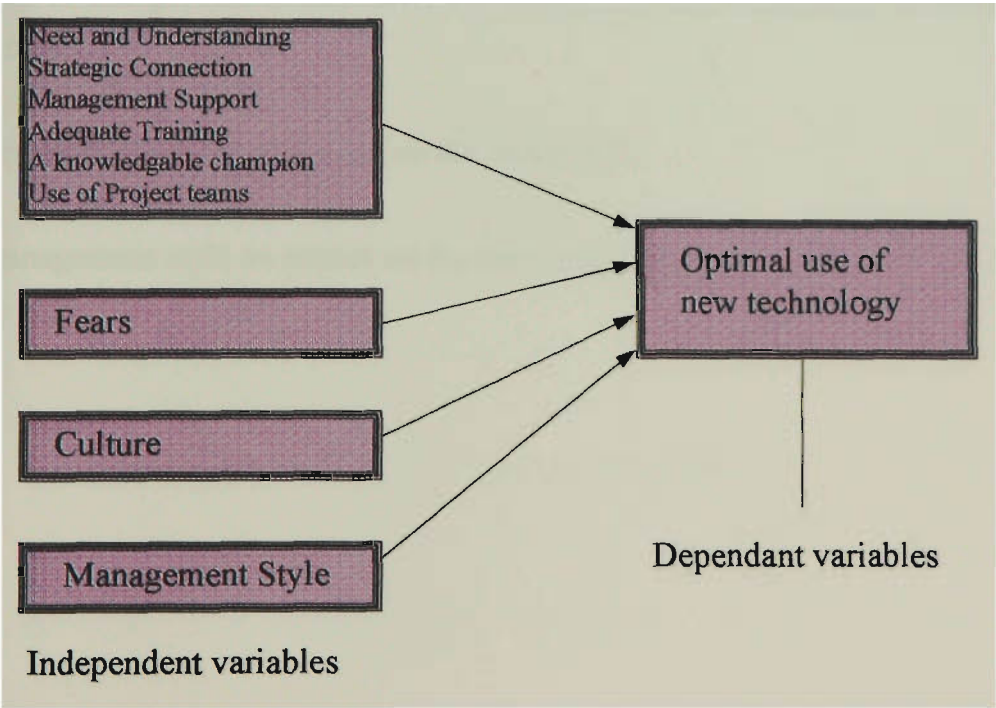 Need and Understanding
Strategic Connection
Management Support
Adequate Training
A knowledgable champion
Use of Project teams
Optimal use of
new technology
Fears
Culture
Management Style
Dependant variables
Independent variables